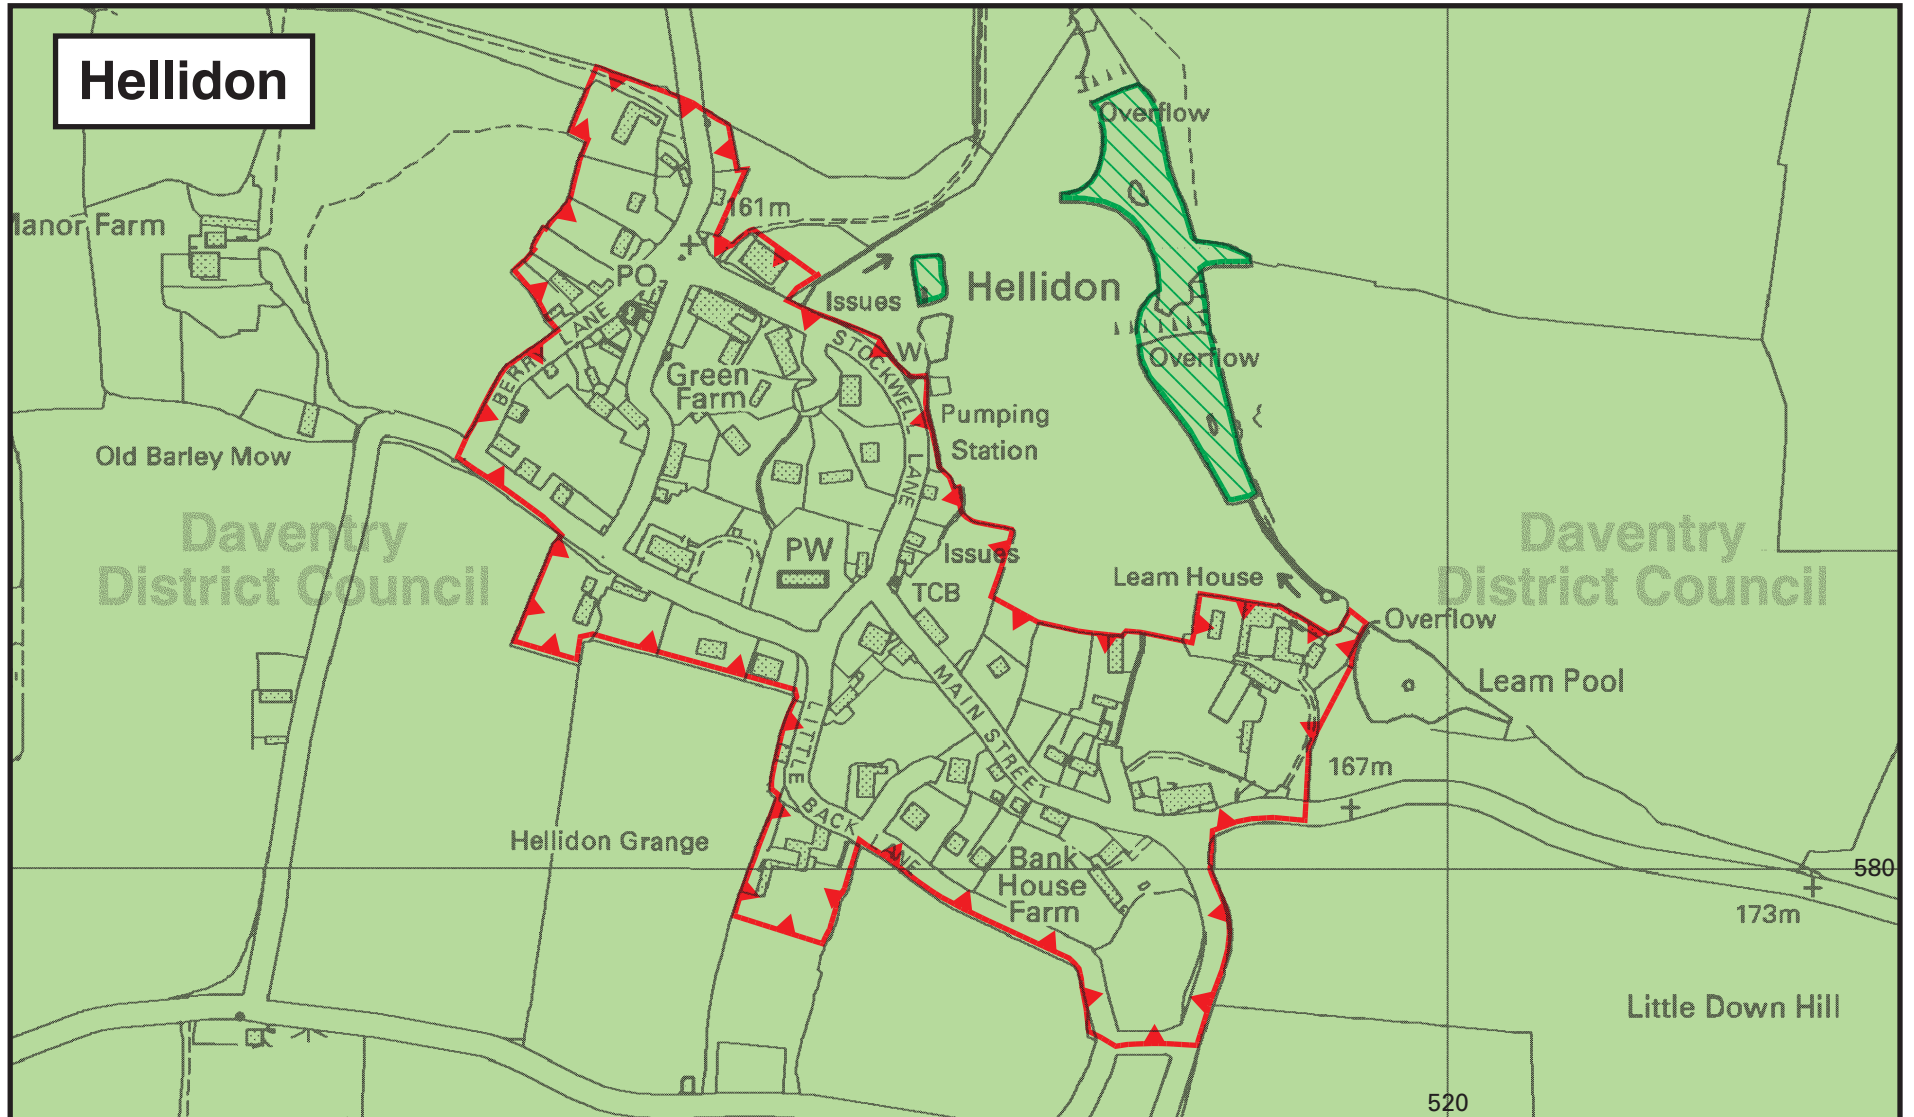 Hellidon
Overflow
161m
Manor Farm
PO
Issues
Hellidon
BERRY LANE
STOCKWELL LANE
W
Overflow
Green
Farm
Pumping
Station
Old Barley Mow
Daventry
District Council
Daventry
District Council
PW
Issues
TCB
Leam House
Overflow
Leam Pool
MAIN STREET
LITTLE BACK LANE
167m
Hellidon Grange
Bank
House
Farm
580
173m
Little Down Hill
520